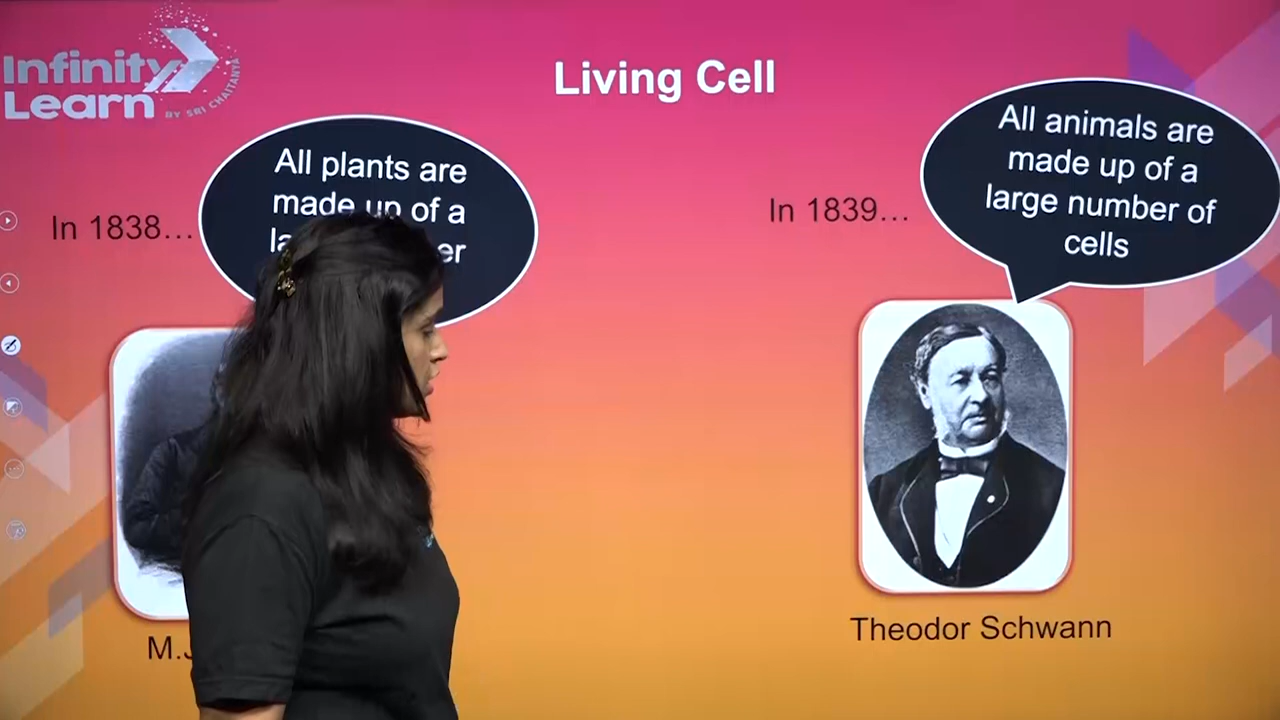 Infinity
Learn
BY SRI CHAITANYA
Living Cell
In 1838...
All plants are
made up of a
In 1839...
All animals are
made up of a
large number of
cells
M.J
Theodor Schwann